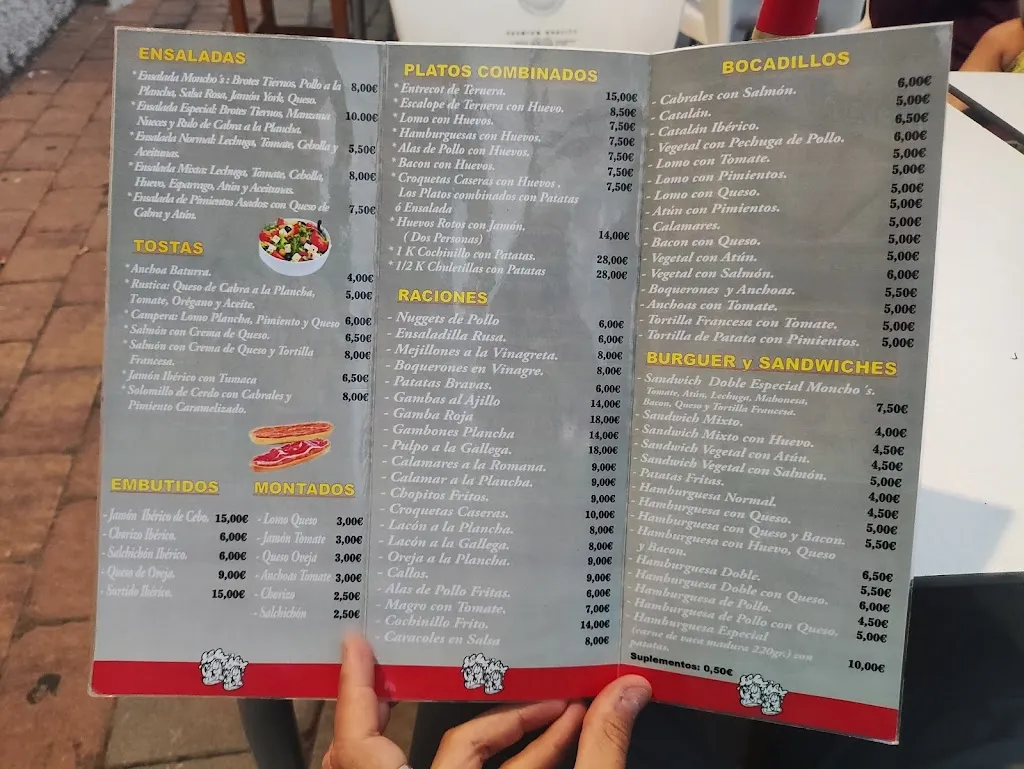 PREMIUM QUALITY
ENSALADAS
* Ensalada Moncho´s : Brotes Tiernos, Pollo a la
Plancha, Salsa Rosa, Jamón York, Queso. 8,00€
* Ensalada Especial: Brotes Tiernos, Manzana
Nueces y Rulo de Cabra a la Plancha. 10.00€
* Ensalada Normal: Lechuga, Tomate, Cebolla y
Aceitunas. 5,50€
* Ensalada Mixta: Lechuga, Tomate, Cebolla,
Huevo, Esparrago, Atún y Aceitunas. 8,00€
* Ensalada de Pimientos Asados con Queso de
Cabra y Atún. 7,50€
TOSTAS
* Anchoa Baturra. 4,00€
* Rustica: Queso de Cabra a la Plancha,
Tomate, Orégano y Aceite. 5,00€
* Campera: Lomo Plancha, Pimiento y Queso 6,00€
* Salmón con Crema de Queso. 6,50€
* Salmón con Crema de Queso y Tortilla
Francesa. 8,00€
* Jamón Ibérico con Tumaca 6,50€
* Solomillo de Cerdo con Cabrales y
Pimiento Caramelizado. 8,00€
EMBUTIDOS
- Jamón Ibérico de Cebo. 15,00€
- Chorizo Ibérico. 6,00€
- Salchichón Ibérico. 6,00€
- Queso de Oveja. 9,00€
- Surtido Ibérico. 15,00€
MONTADOS
- Lomo Queso 3,00€
- Jamón Tomate 3,00€
- Queso Oveja 3,00€
- Anchoas Tomate 3,00€
- Chorizo 2,50€
- Salchichón 2,50€
PLATOS COMBINADOS
* Entrecot de Ternera. 15,00€
* Escalope de Ternera con Huevo. 8,50€
* Lomo con Huevos. 7,50€
* Hamburguesas con Huevos. 7,50€
* Alas de Pollo con Huevos. 7,50€
* Bacon con Huevos. 7,50€
* Croquetas Caseras con Huevos . 7,50€
Los Platos combinados con Patatas
ó Ensalada
* Huevos Rotos con Jamón.
( Dos Personas) 14,00€
* 1 K Cochinillo con Patatas. 28,00€
* 1/2 K Chuletillas con Patatas 28,00€
RACIONES
- Nuggets de Pollo 6,00€
- Ensaladilla Rusa. 6,00€
- Mejillones a la Vinagreta. 8,00€
- Boquerones en Vinagre. 8,00€
- Patatas Bravas. 6,00€
- Gambas al Ajillo 14,00€
- Gamba Roja 18,00€
- Gambones Plancha 14,00€
- Pulpo a la Gallega. 18,00€
- Calamares a la Romana. 9,00€
- Calamar a la Plancha. 9,00€
- Chopitos Fritos. 9,00€
- Croquetas Caseras. 10,00€
- Lacón a la Plancha. 8,00€
- Lacón a la Gallega. 8,00€
- Oreja a la Plancha. 9,00€
- Callos. 9,00€
- Alas de Pollo Fritas. 6,00€
- Magro con Tomate. 7,00€
- Cochinillo Frito. 14,00€
- Caracoles en Salsa 8,00€
BOCADILLOS
- Cabrales con Salmón. 6,00€
- Catalán. 5,00€
- Catalán Ibérico. 6,50€
- Vegetal con Pechuga de Pollo. 6,00€
- Lomo con Tomate. 5,00€
- Lomo con Pimientos. 5,00€
- Lomo con Queso. 5,00€
- Atún con Pimientos. 5,00€
- Calamares. 5,00€
- Bacon con Queso. 5,00€
- Vegetal con Atún. 5,00€
- Vegetal con Salmón. 6,00€
- Boquerones y Anchoas. 5,50€
- Anchoas con Tomate. 5,00€
- Tortilla Francesa con Tomate. 5,00€
- Tortilla de Patata con Pimientos. 5,00€
BURGUER y SANDWICHES
- Sandwich Doble Especial Moncho ´s.
Tomate, Atún, Lechuga, Mahonesa,
Bacon, Queso y Tortilla Francesa. 7,50€
- Sandwich Mixto. 4,00€
- Sandwich Mixto con Huevo. 4,50€
- Sandwich Vegetal con Atún. 4,50€
- Sandwich Vegetal con Salmón. 5,00€
- Patatas Fritas. 4,00€
- Hamburguesa Normal. 4,50€
- Hamburguesa con Queso. 5,00€
- Hamburguesa con Queso y Bacon. 5,50€
- Hamburguesa con Huevo, Queso
y Bacon. 6,50€
- Hamburguesa Doble. 5,50€
- Hamburguesa Doble con Queso. 6,00€
- Hamburguesa de Pollo. 4,50€
- Hamburguesa de Pollo con Queso. 5,00€
- Hamburguesa Especial
(carne de vaca madura 220gr.) con
patatas. 10,00€
Suplementos: 0,50€